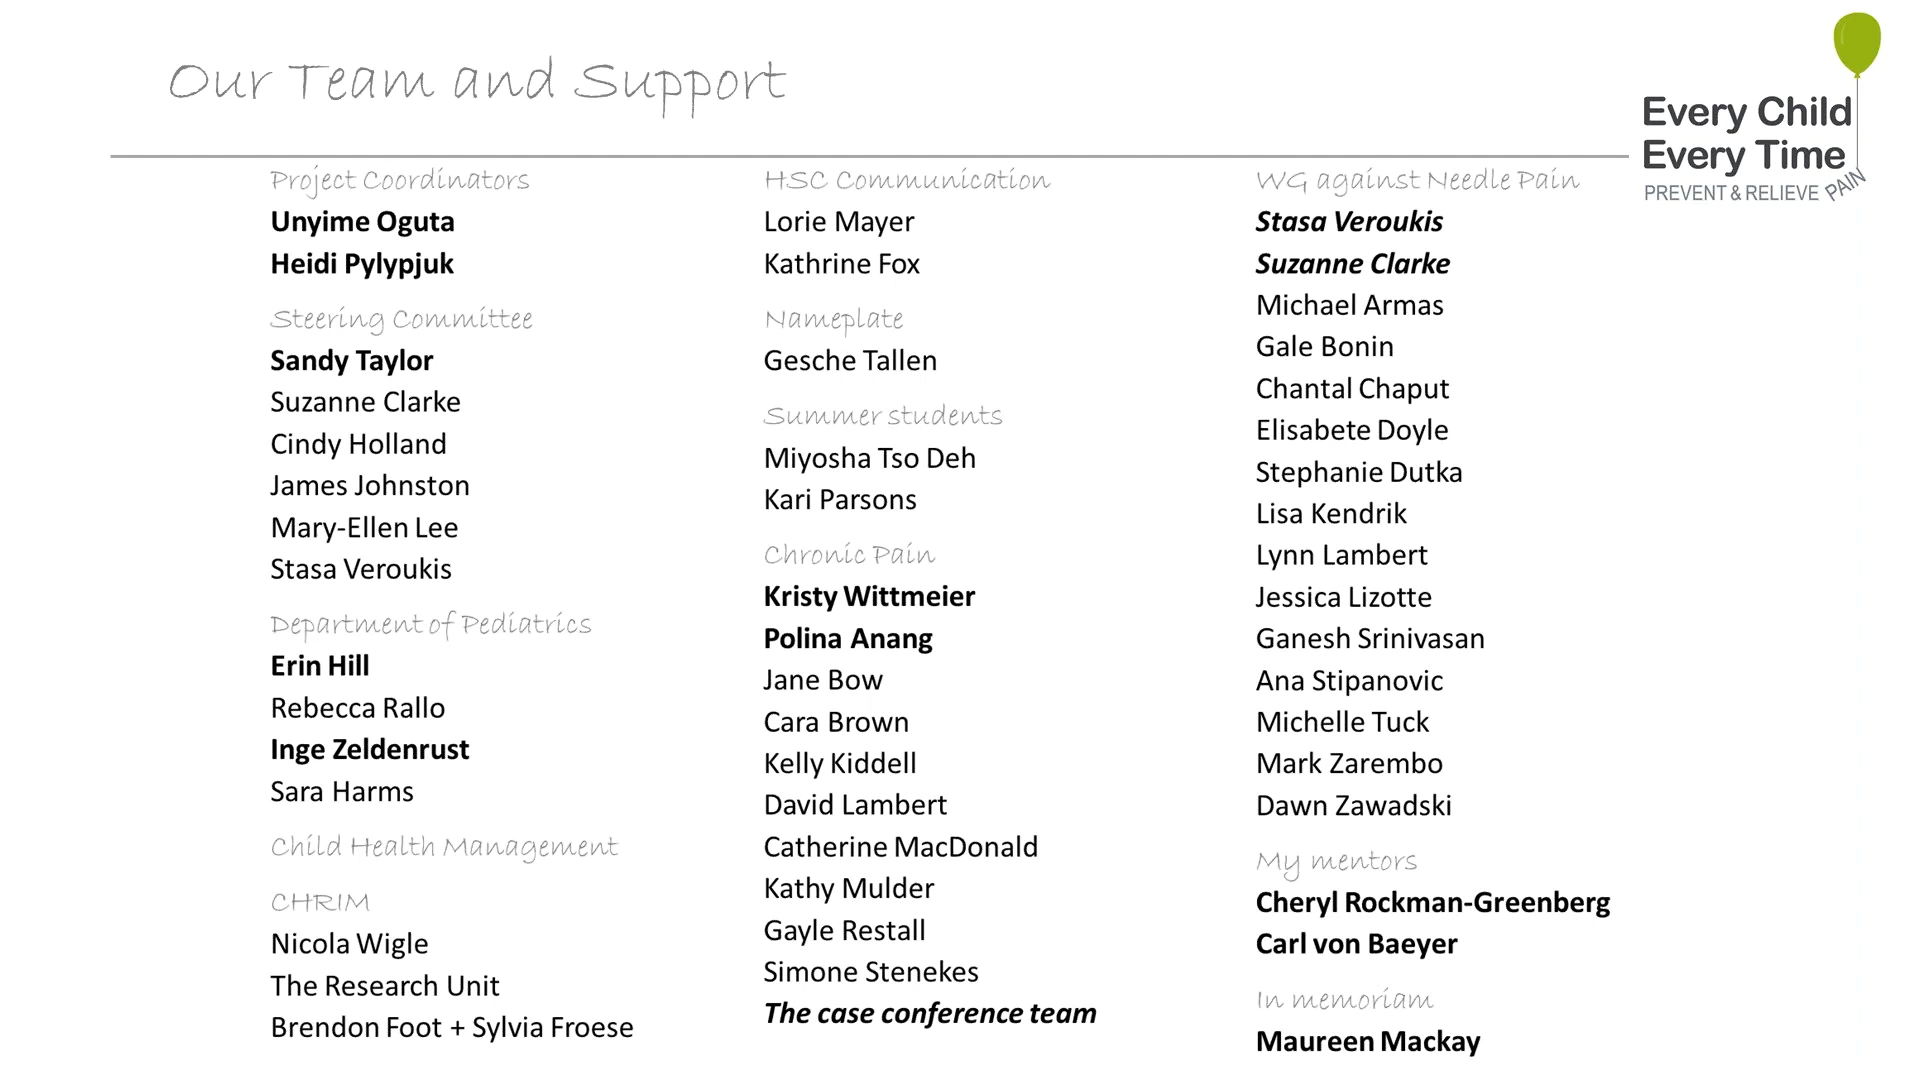 Our Team and Support
Every Child
Every Time
PREVENT & RELIEVE PAIN
Project Coordinators
Unyime Oguta
Heidi Pylypjuk
Steering Committee
Sandy Taylor
Suzanne Clarke
Cindy Holland
James Johnston
Mary-Ellen Lee
Stasa Veroukis
Department of Pediatrics
Erin Hill
Rebecca Rallo
Inge Zeldenrust
Sara Harms
Child Health Management
CHRIM
Nicola Wigle
The Research Unit
Brendon Foot + Sylvia Froese
HSC Communication
Lorie Mayer
Kathrine Fox
Nameplate
Gesche Tallen
Summer students
Miyosha Tso Deh
Kari Parsons
Chronic Pain
Kristy Wittmeier
Polina Anang
Jane Bow
Cara Brown
Kelly Kiddell
David Lambert
Catherine MacDonald
Kathy Mulder
Gayle Restall
Simone Stenekes
The case conference team
WG against Needle Pain
Stasa Veroukis
Suzanne Clarke
Michael Armas
Gale Bonin
Chantal Chaput
Elisabete Doyle
Stephanie Dutka
Lisa Kendrik
Lynn Lambert
Jessica Lizotte
Ganesh Srinivasan
Ana Stipanovic
Michelle Tuck
Mark Zarembo
Dawn Zawadski
My mentors
Cheryl Rockman-Greenberg
Carl von Baeyer
In memoriam
Maureen Mackay